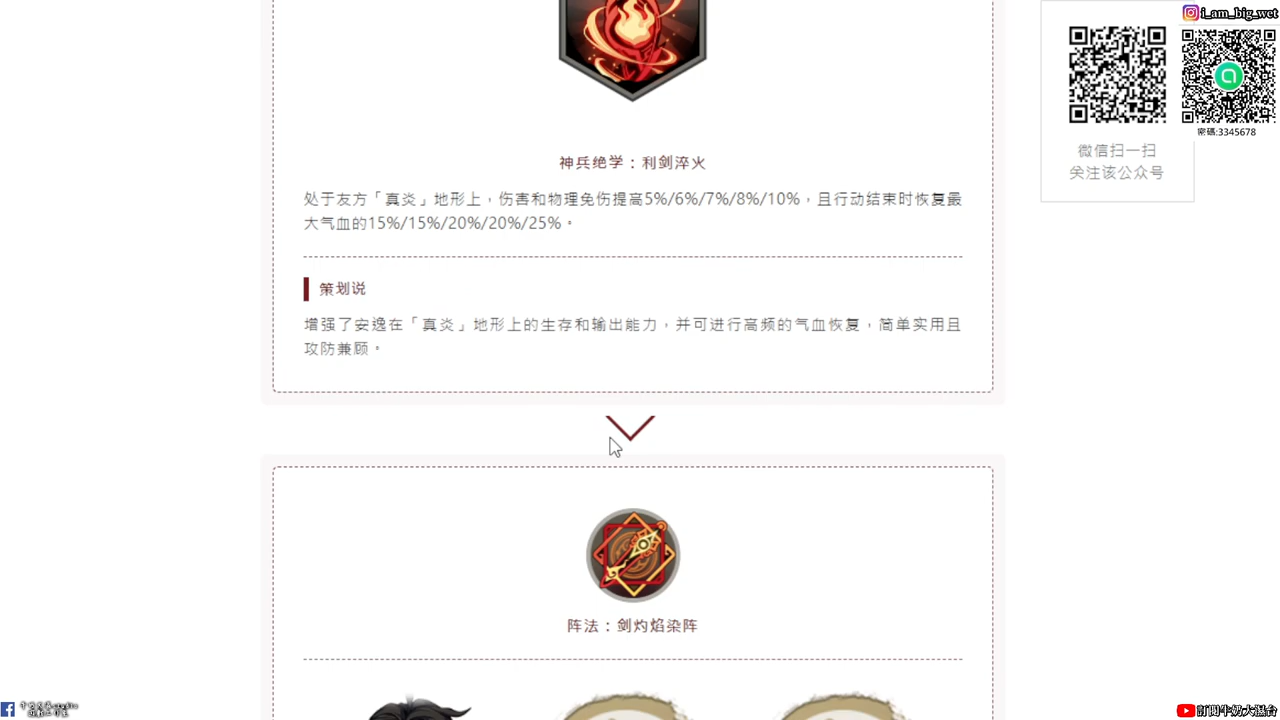 i_am_big_wet
密碼:3345678
微信扫一扫
关注该公众号
神兵绝学：利剑淬火
处于友方「真炎」地形上，伤害和物理免伤提高5%/6%/7%/8%/10%，且行动结束时恢复最
大气血的15%/15%/20%/20%/25%。
策划说
增强了安逸在「真炎」地形上的生存和输出能力，并可进行高频的气血恢复，简单实用且
攻防兼顾。
阵法：剑灼焰染阵